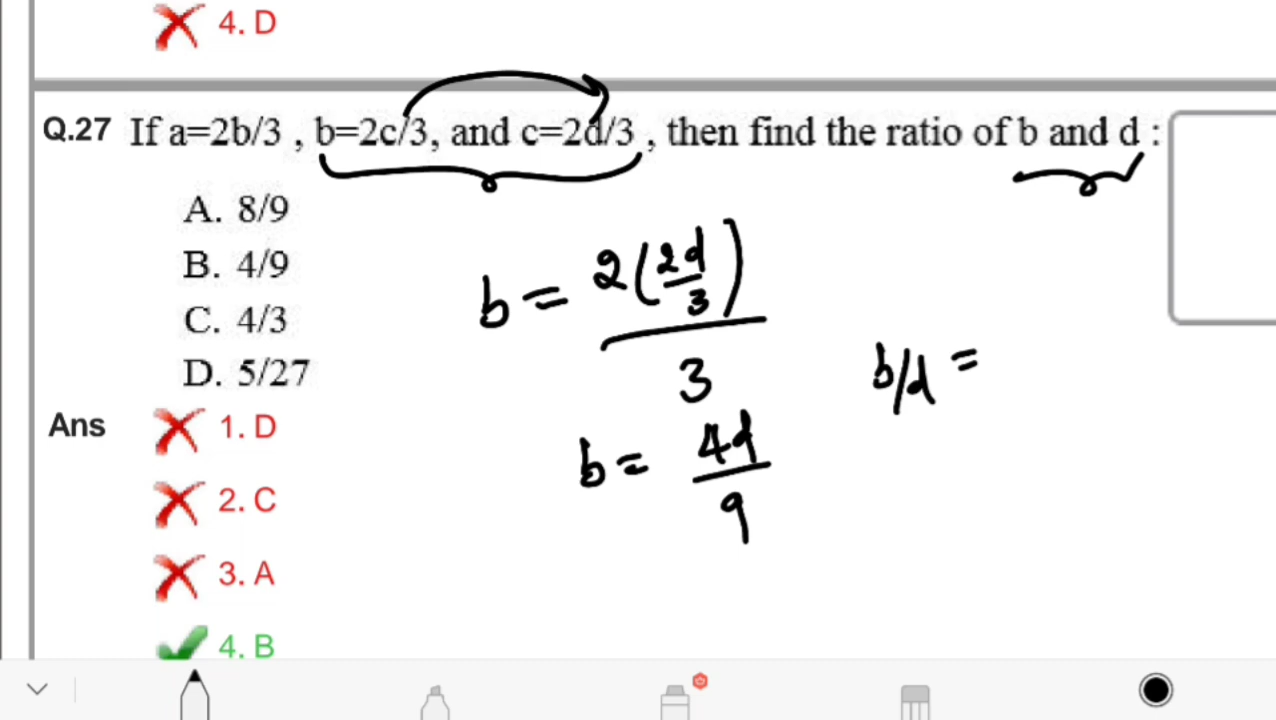 4. D
Q.27 If a=2b/3 , b=2c/3, and c=2d/3 , then find the ratio of b and d :
A. 8/9
B. 4/9
C. 4/3
D. 5/27
b = 2(2d/3)/3
b/d =
b = 4d/9
Ans 1. D
2. C
3. A
4. B